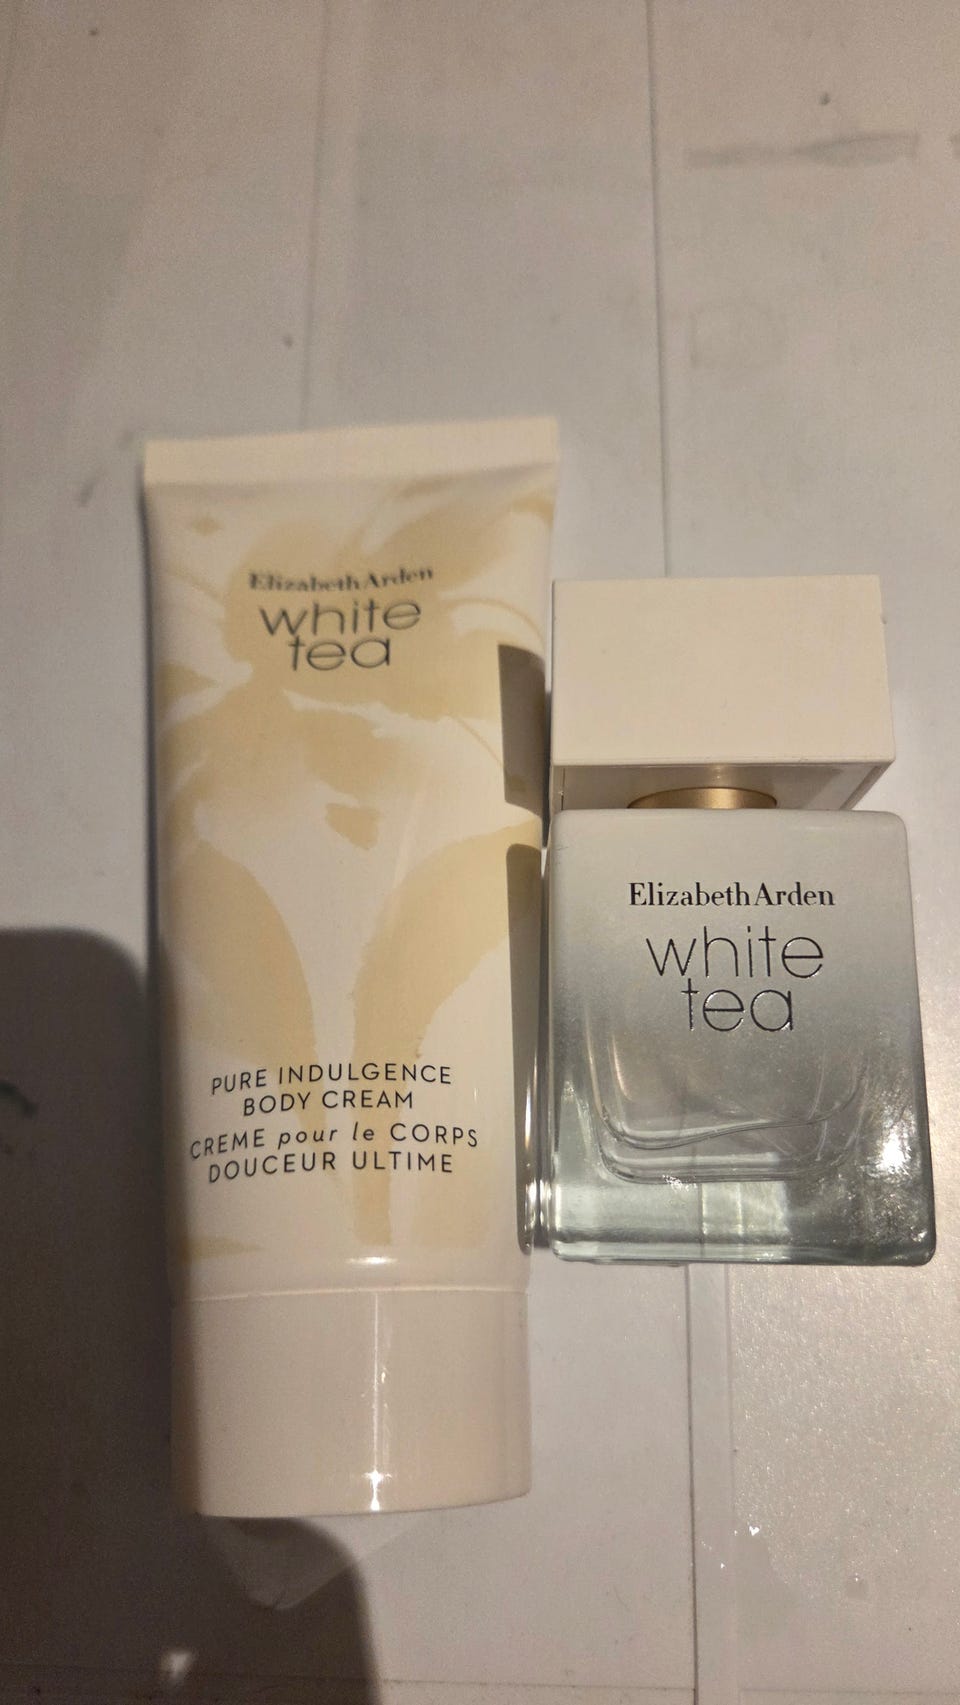 Elizabeth Arden
white
tea
PURE INDULGENCE
BODY CREAM
CREME pour le CORPS
DOUCEUR ULTIME
Elizabeth Arden
white
tea